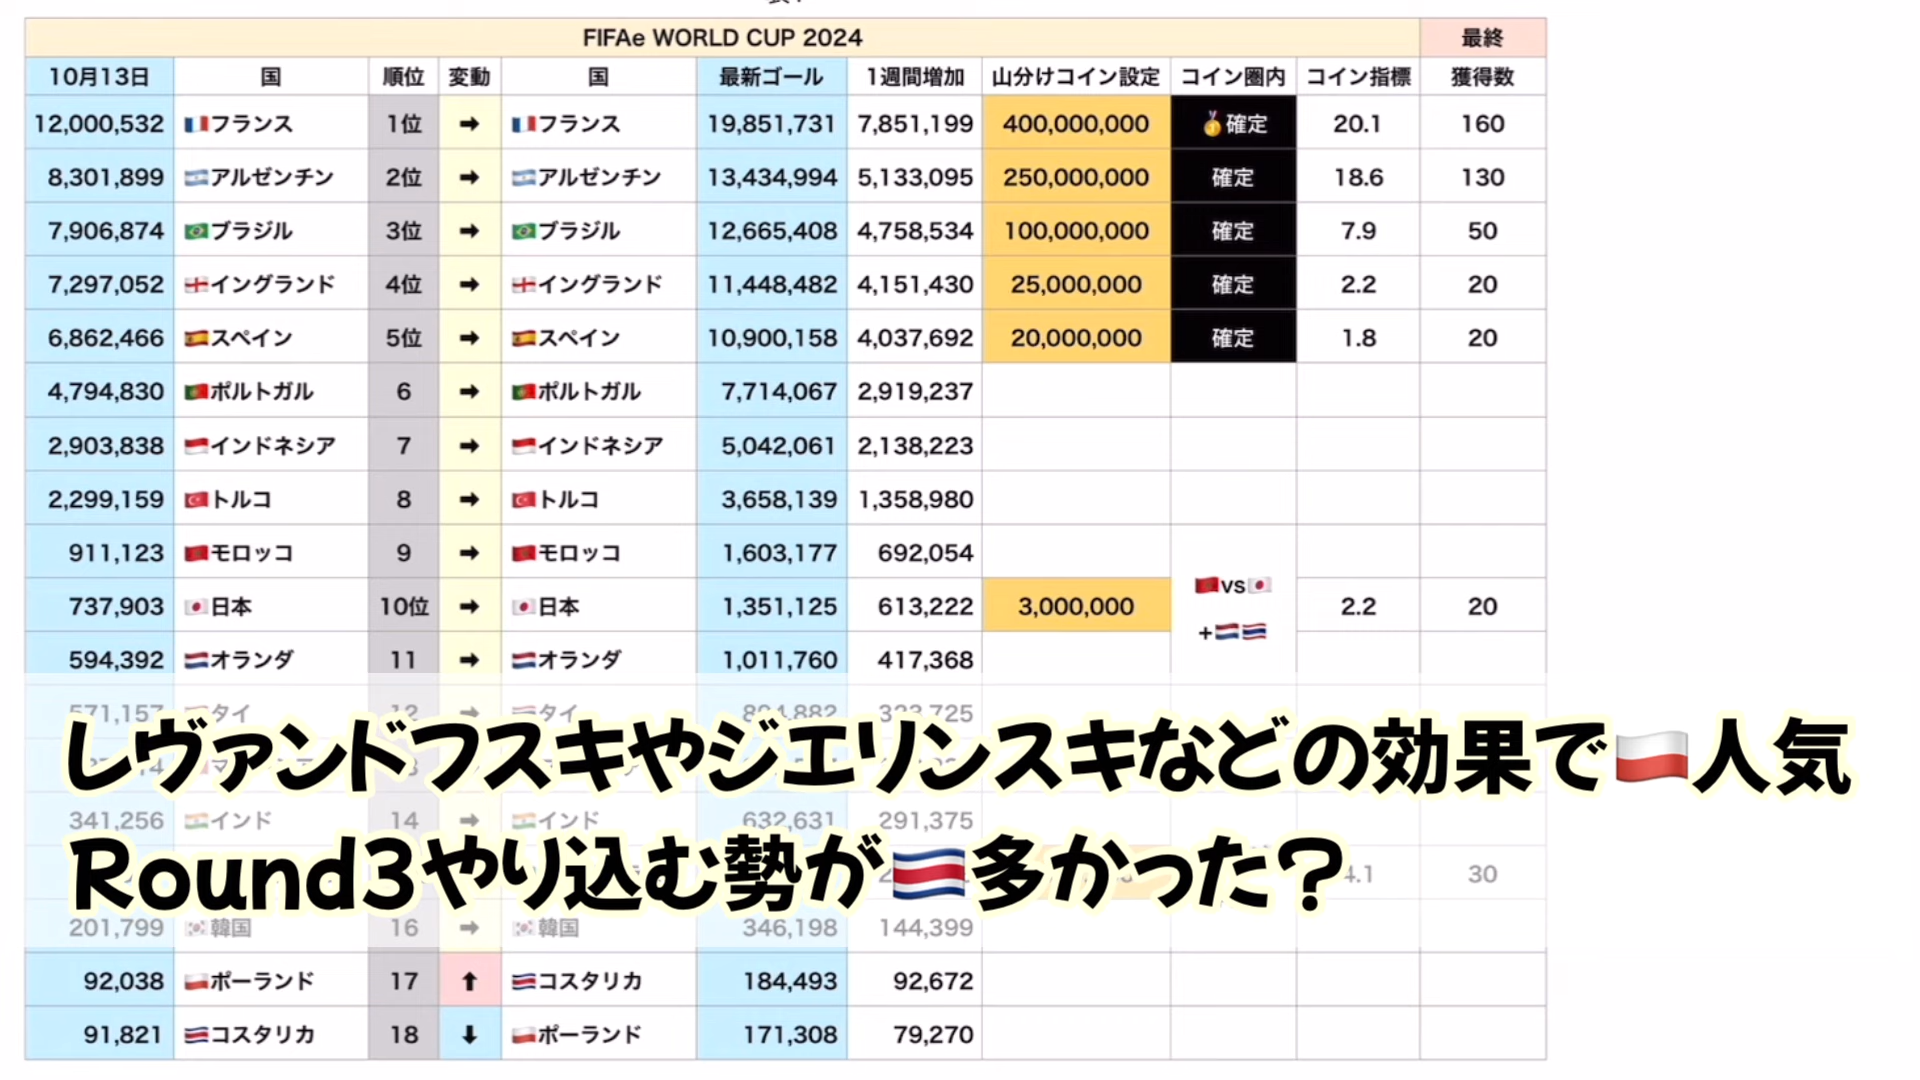 FIFAe WORLD CUP 2024 最終
10月13日 国 順位 変動 国 最新ゴール 1週間増加 山分けコイン設定 コイン圏内 コイン指標 獲得数
12,000,532 🇫🇷フランス 1位 ➡ 🇫🇷フランス 19,851,731 7,851,199 400,000,000 🥇確定 20.1 160
8,301,899 🇦🇷アルゼンチン 2位 ➡ 🇦🇷アルゼンチン 13,434,994 5,133,095 250,000,000 確定 18.6 130
7,906,874 🇧🇷ブラジル 3位 ➡ 🇧🇷ブラジル 12,665,408 4,758,534 100,000,000 確定 7.9 50
7,297,052 🏴󠁧󠁢󠁥󠁮󠁧󠁿イングランド 4位 ➡ 🏴󠁧󠁢󠁥󠁮󠁧󠁿イングランド 11,448,482 4,151,430 25,000,000 確定 2.2 20
6,862,466 🇪🇸スペイン 5位 ➡ 🇪🇸スペイン 10,900,158 4,037,692 20,000,000 確定 1.8 20
4,794,830 🇵🇹ポルトガル 6 ➡ 🇵🇹ポルトガル 7,714,067 2,919,237
2,903,838 🇮🇩インドネシア 7 ➡ 🇮🇩インドネシア 5,042,061 2,138,223
2,299,159 🇹🇷トルコ 8 ➡ 🇹🇷トルコ 3,658,139 1,358,980
911,123 🇲🇦モロッコ 9 ➡ 🇲🇦モロッコ 1,603,177 692,054
🇲🇦vs🇯🇵
737,903 🇯🇵日本 10位 ➡ 🇯🇵日本 1,351,125 613,222 3,000,000 2.2 20
+🇳🇱🇹🇭
594,392 🇳🇱オランダ 11 ➡ 🇳🇱オランダ 1,011,760 417,368
571,157 タイ 12 ➡ タイ 894,882 323,725
レヴァンドフスキやジエリンスキなどの効果で🇵🇱人気
341,256 🇮🇳インド 14 ➡ 🇮🇳インド 632,631 291,375
Round3やり込む勢が🇨🇷多かった？
30
201,799 🇰🇷韓国 16 ➡ 🇰🇷韓国 346,198 144,399
92,038 🇵🇱ポーランド 17 ⬆ 🇨🇷コスタリカ 184,493 92,672
91,821 🇨🇷コスタリカ 18 ⬇ 🇵🇱ポーランド 171,308 79,270